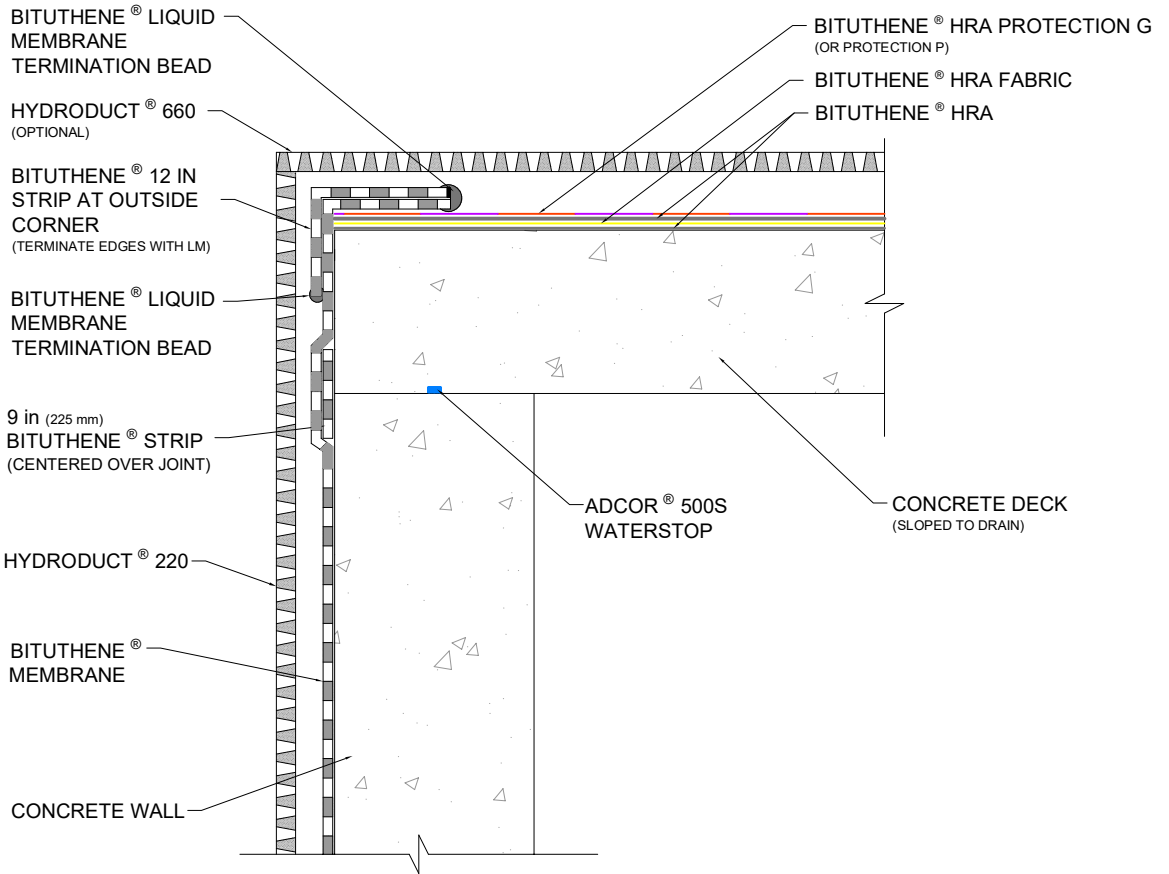 BITUTHENE ® LIQUID
MEMBRANE
TERMINATION BEAD
HYDRODUCT ® 660
(OPTIONAL)
BITUTHENE ® 12 IN
STRIP AT OUTSIDE
CORNER
(TERMINATE EDGES WITH LM)
BITUTHENE ® LIQUID
MEMBRANE
TERMINATION BEAD
9 in (225 mm)
BITUTHENE ® STRIP
(CENTERED OVER JOINT)
HYDRODUCT ® 220
BITUTHENE ®
MEMBRANE
CONCRETE WALL
BITUTHENE ® HRA PROTECTION G
(OR PROTECTION P)
BITUTHENE ® HRA FABRIC
BITUTHENE ® HRA
ADCOR ® 500S
WATERSTOP
CONCRETE DECK
(SLOPED TO DRAIN)